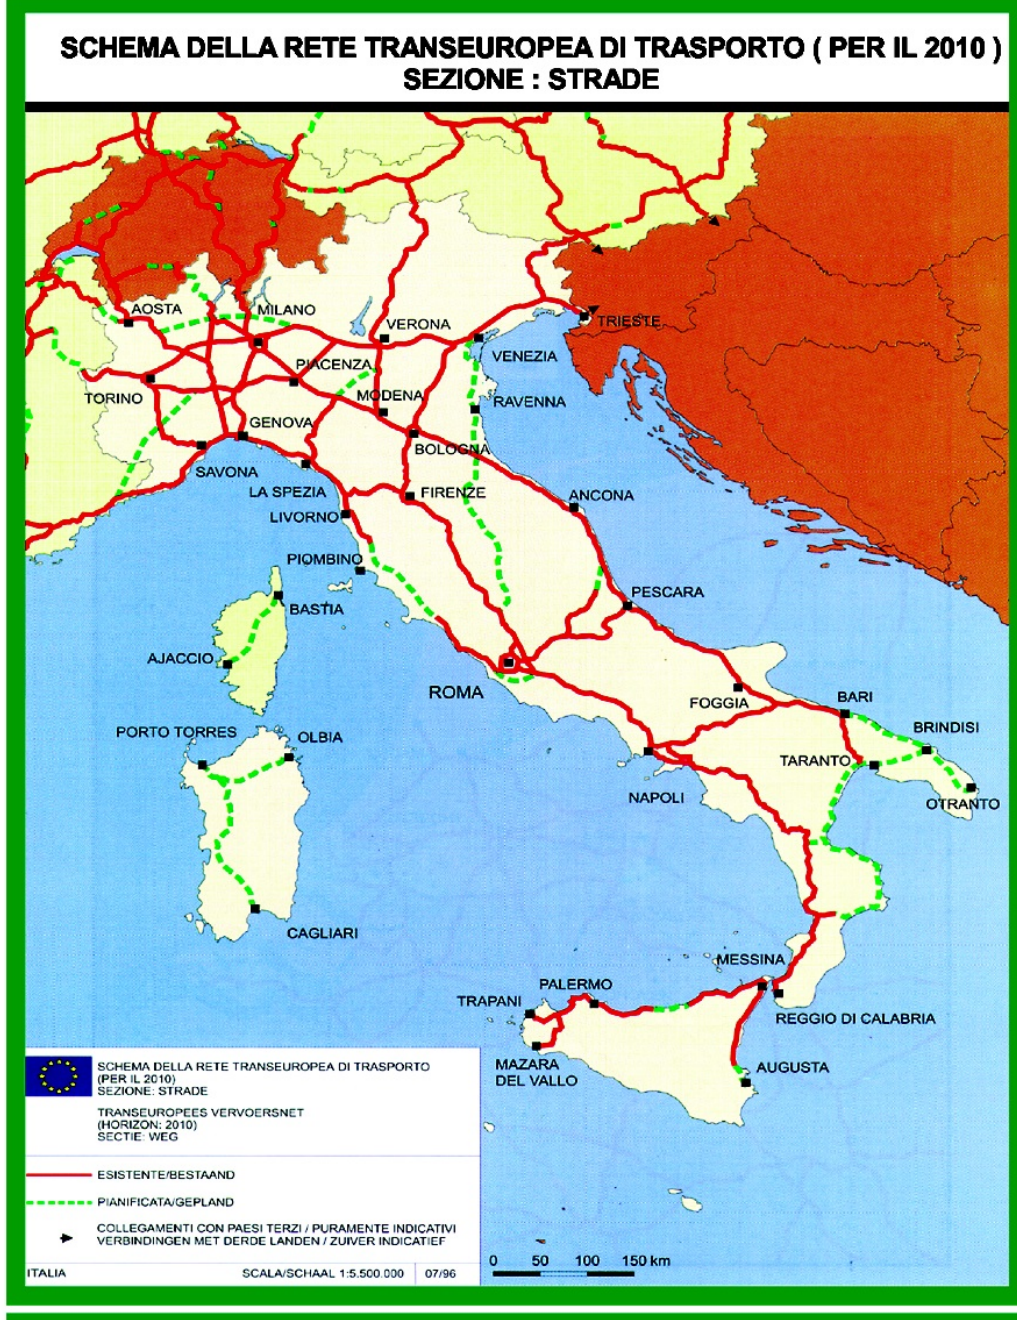 SCHEMA DELLA RETE TRANSEUROPEA DI TRASPORTO ( PER IL 2010 )
SEZIONE : STRADE
AOSTA
MILANO
VERONA
TRIESTE
VENEZIA
PIACENZA
TORINO
MODENA
RAVENNA
GENOVA
BOLOGNA
SAVONA
LA SPEZIA
FIRENZE
ANCONA
LIVORNO
PIOMBINO
PESCARA
BASTIA
AJACCIO
ROMA
FOGGIA
BARI
PORTO TORRES
OLBIA
BRINDISI
TARANTO
NAPOLI
OTRANTO
CAGLIARI
MESSINA
PALERMO
TRAPANI
REGGIO DI CALABRIA
MAZARA
DEL VALLO
AUGUSTA
SCHEMA DELLA RETE TRANSEUROPEA DI TRASPORTO
(PER IL 2010)
SEZIONE: STRADE
TRANSEUROPEES VERVOERSNET
(HORIZON: 2010)
SECTIE: WEG
ESISTENTE/BESTAAND
PIANIFICATA/GEPLAND
COLLEGAMENTI CON PAESI TERZI / PURAMENTE INDICATIVI
VERBINDINGEN MET DERDE LANDEN / ZUIVER INDICATIEF
ITALIA SCALA/SCHAAL 1:5.500.000 07/96
0 50 100 150 km